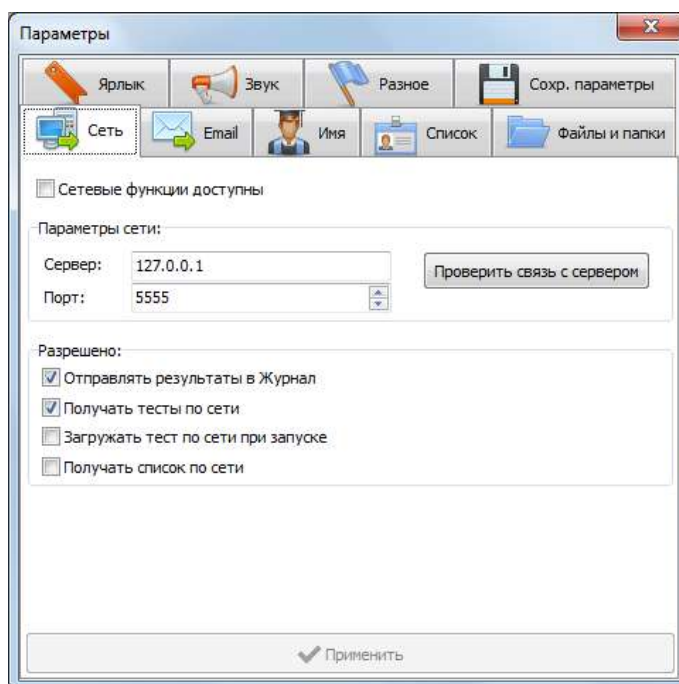 Параметры
Ярлык
Звук
Разное
Сохр. параметры
Сеть
Email
Имя
Список
Файлы и папки
Сетевые функции доступны
Параметры сети:
Сервер:
127.0.0.1
Проверить связь с сервером
Порт:
5555
Разрешено:
Отправлять результаты в Журнал
Получать тесты по сети
Загружать тест по сети при запуске
Получать список по сети
Применить